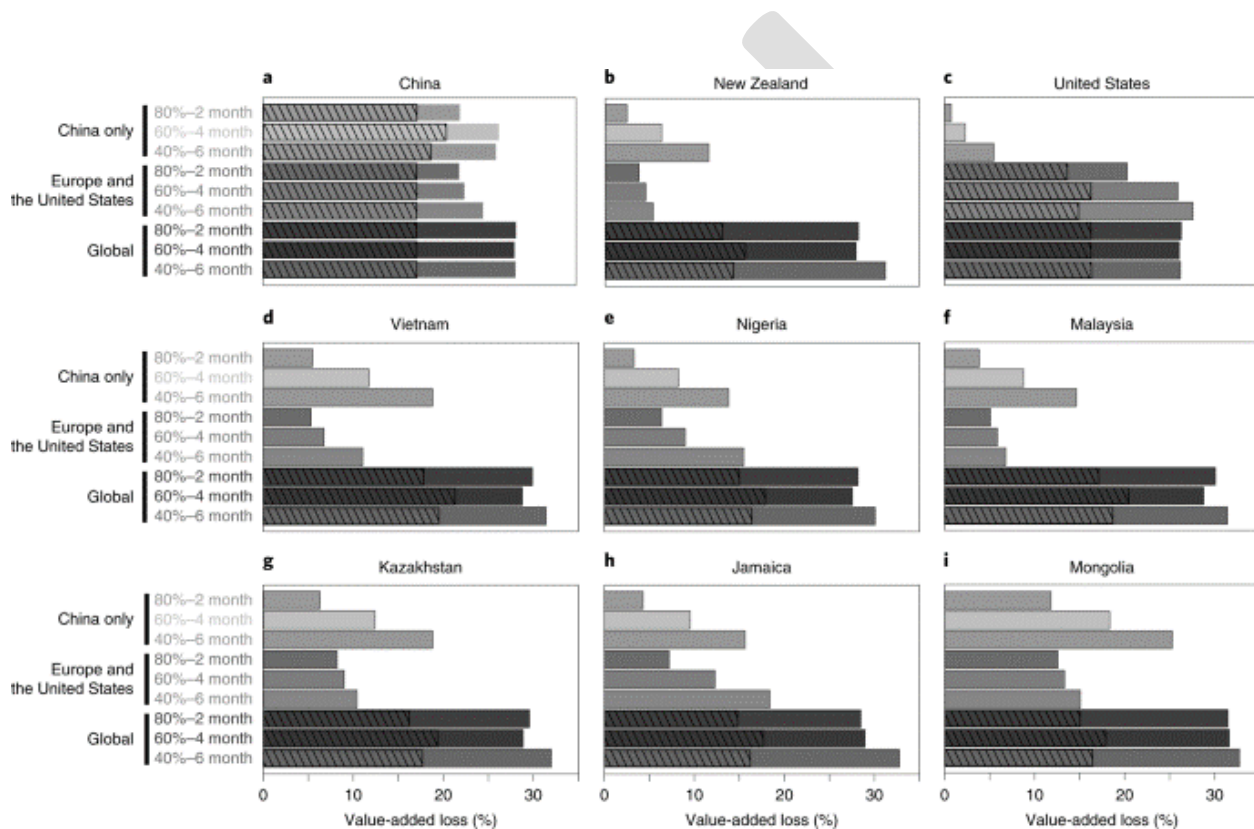 a
China
b
New Zealand
c
United States
China only
80%–2 month
60%–4 month
40%–6 month
Europe and
the United States
80%–2 month
60%–4 month
40%–6 month
Global
80%–2 month
60%–4 month
40%–6 month
d
Vietnam
e
Nigeria
f
Malaysia
China only
80%–2 month
60%–4 month
40%–6 month
Europe and
the United States
80%–2 month
60%–4 month
40%–6 month
Global
80%–2 month
60%–4 month
40%–6 month
g
Kazakhstan
h
Jamaica
i
Mongolia
China only
80%–2 month
60%–4 month
40%–6 month
Europe and
the United States
80%–2 month
60%–4 month
40%–6 month
Global
80%–2 month
60%–4 month
40%–6 month
0 10 20 30
0 10 20 30
0 10 20 30
Value-added loss (%)
Value-added loss (%)
Value-added loss (%)